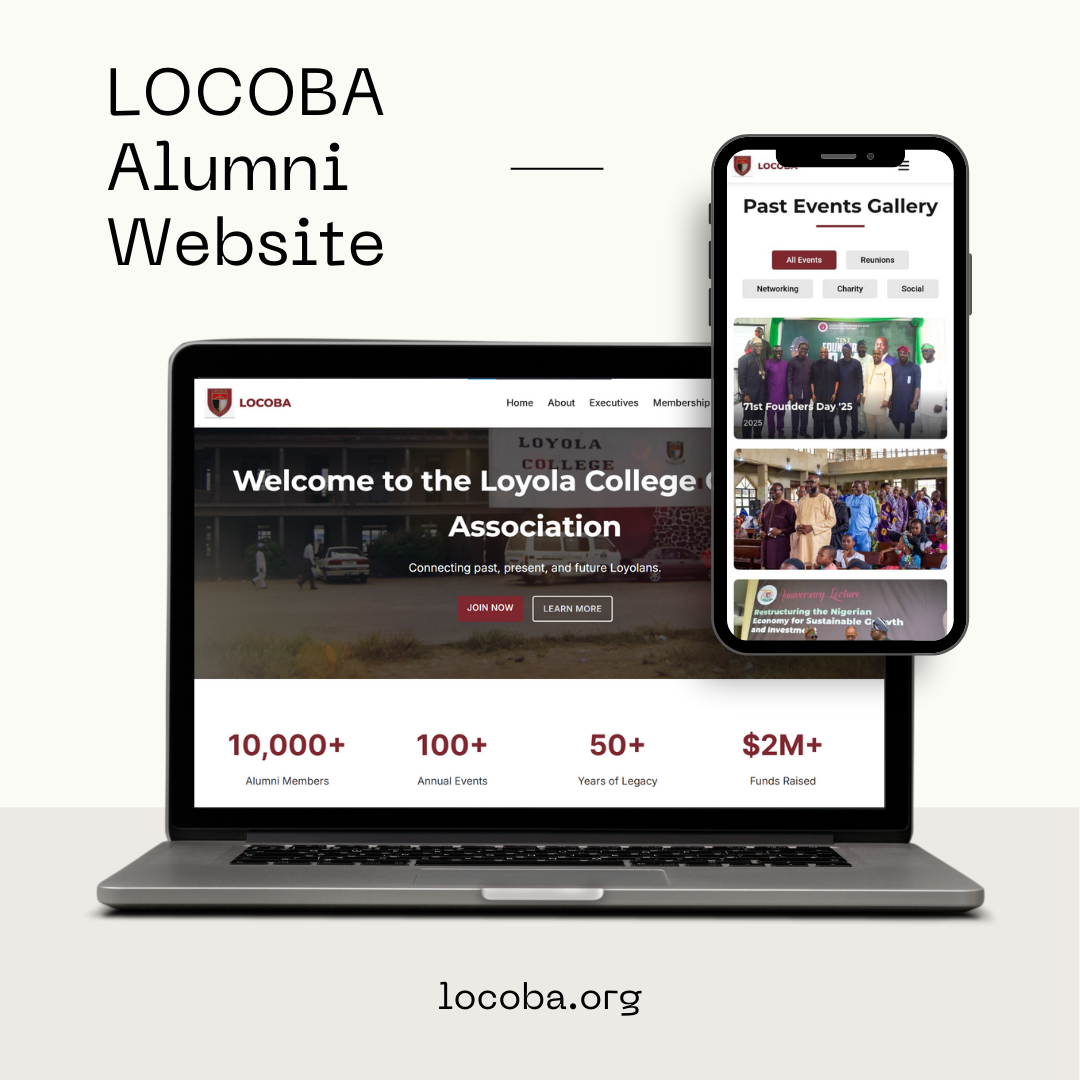 LOCOBA
Alumni
Website
LOCOBA
Past Events Gallery
All Events
Reunions
Networking
Charity
Social
71st Founders Day '25
2025
Anniversary Lecture
Restructuring the Nigerian
Economy for Sustainable Growth
and Investment
LOCOBA
Home
About
Executives
Membership
LOYOLA
COLLEGE
Welcome to the Loyola College
Association
Connecting past, present, and future Loyolans.
JOIN NOW
LEARN MORE
10,000+
100+
50+
$2M+
Alumni Members
Annual Events
Years of Legacy
Funds Raised
locoba.org